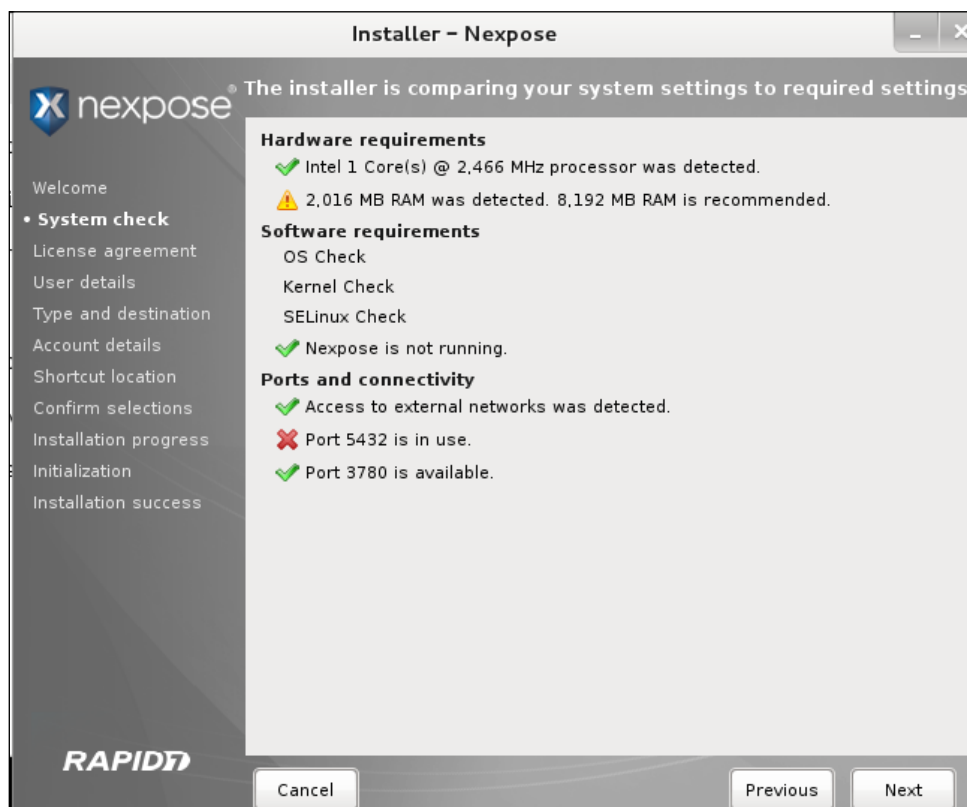 Installer – Nexpose
nexpose®
The installer is comparing your system settings to required settings
Welcome
• System check
License agreement
User details
Type and destination
Account details
Shortcut location
Confirm selections
Installation progress
Initialization
Installation success
Hardware requirements
Intel 1 Core(s) @ 2,466 MHz processor was detected.
2,016 MB RAM was detected. 8,192 MB RAM is recommended.
Software requirements
OS Check
Kernel Check
SELinux Check
Nexpose is not running.
Ports and connectivity
Access to external networks was detected.
Port 5432 is in use.
Port 3780 is available.
RAPID7
Cancel
Previous
Next